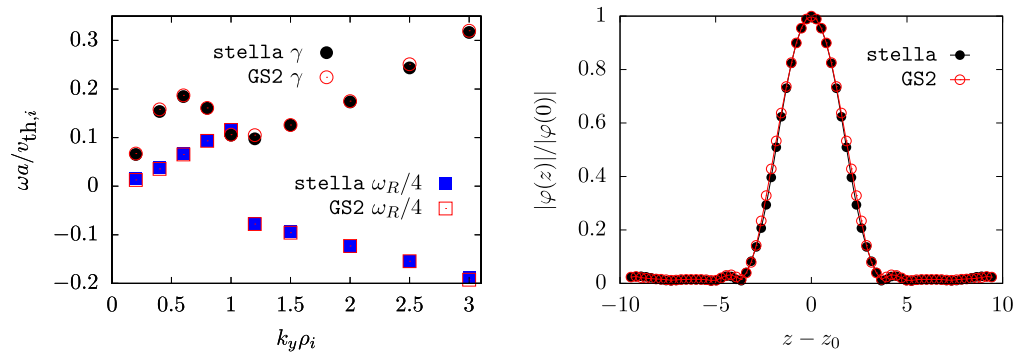 0.3
0.2
0.1
0
−0.1
−0.2
ωa/v_th,i
stella γ
GS2 γ
stella ω_R/4
GS2 ω_R/4
0 0.5 1 1.5 2 2.5 3
k_yρ_i
1
0.8
0.6
0.4
0.2
0
|φ(z)|/|φ(0)|
stella
GS2
−10 −5 0 5 10
z − z_0